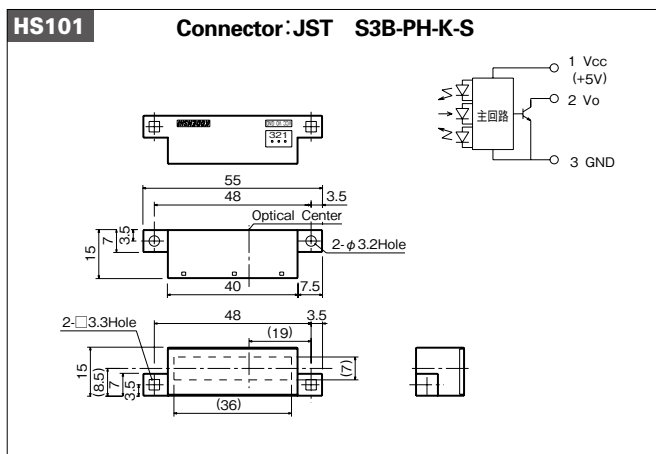 HS101
Connector:JST S3B-PH-K-S
1 Vcc
(+5V)
2 Vo
主回路
3 GND
321
55
48
3.5
Optical Center
15
7
3.5
2-φ3.2Hole
40
7.5
2-□3.3Hole
48
3.5
(19)
15
(8.5)
7
3.5
(7)
(36)